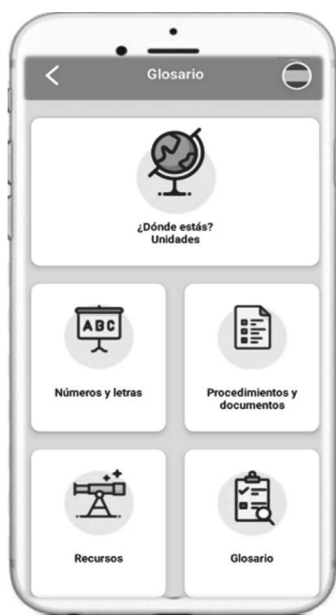 Glosario
¿Dónde estás?
Unidades
ABC
Números y letras
Procedimientos y
documentos
Recursos
Glosario